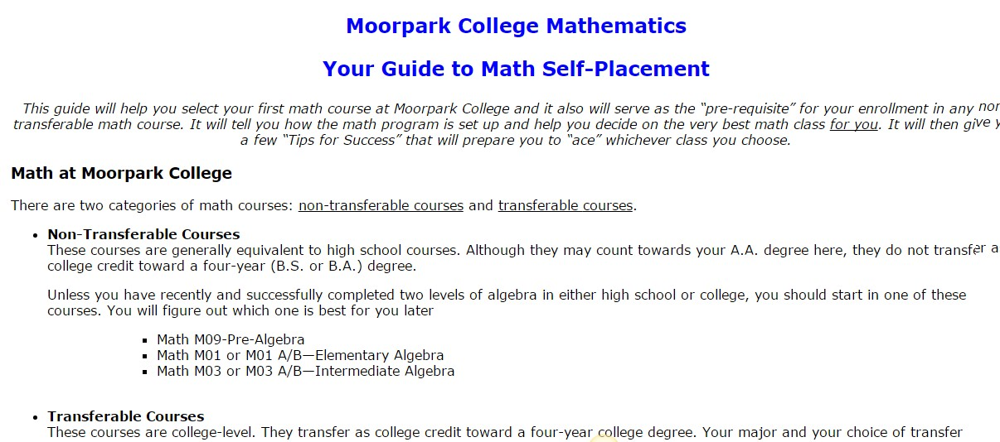 Moorpark College Mathematics
Your Guide to Math Self-Placement
This guide will help you select your first math course at Moorpark College and it also will serve as the “pre-requisite” for your enrollment in any
transferable math course. It will tell you how the math program is set up and help you decide on the very best math class for you. It will then give
a few “Tips for Success” that will prepare you to “ace” whichever class you choose.
Math at Moorpark College
There are two categories of math courses: non-transferable courses and transferable courses.
• Non-Transferable Courses
These courses are generally equivalent to high school courses. Although they may count towards your A.A. degree here, they do not transfer a
college credit toward a four-year (B.S. or B.A.) degree.
Unless you have recently and successfully completed two levels of algebra in either high school or college, you should start in one of these
courses. You will figure out which one is best for you later
▪ Math M09-Pre-Algebra
▪ Math M01 or M01 A/B—Elementary Algebra
▪ Math M03 or M03 A/B—Intermediate Algebra
• Transferable Courses
These courses are college-level. They transfer as college credit toward a four-year college degree. Your major and your choice of transfer